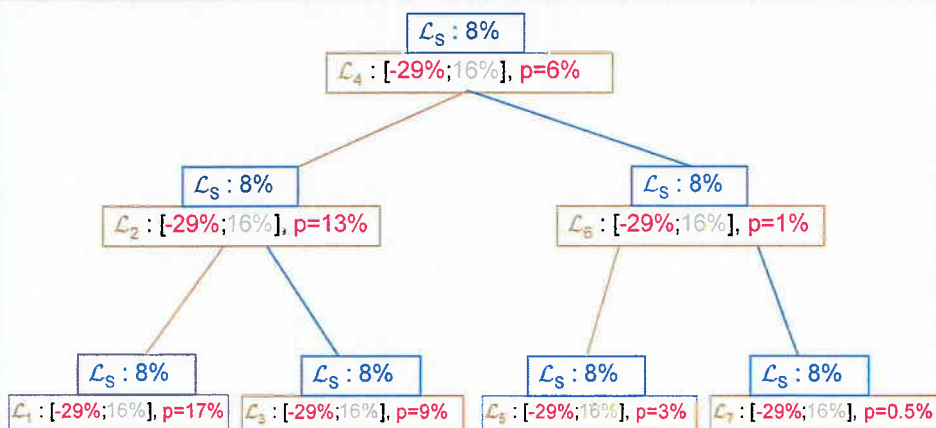 ℒS : 8%
ℒ4 : [-29%;16%], p=6%
ℒS : 8%
ℒS : 8%
ℒ2 : [-29%;16%], p=13%
ℒ6 : [-29%;16%], p=1%
ℒS : 8%
ℒS : 8%
ℒS : 8%
ℒS : 8%
ℒ1 : [-29%;16%], p=17%
ℒ3 : [-29%;16%], p=9%
ℒ5 : [-29%;16%], p=3%
ℒ7 : [-29%;16%], p=0.5%